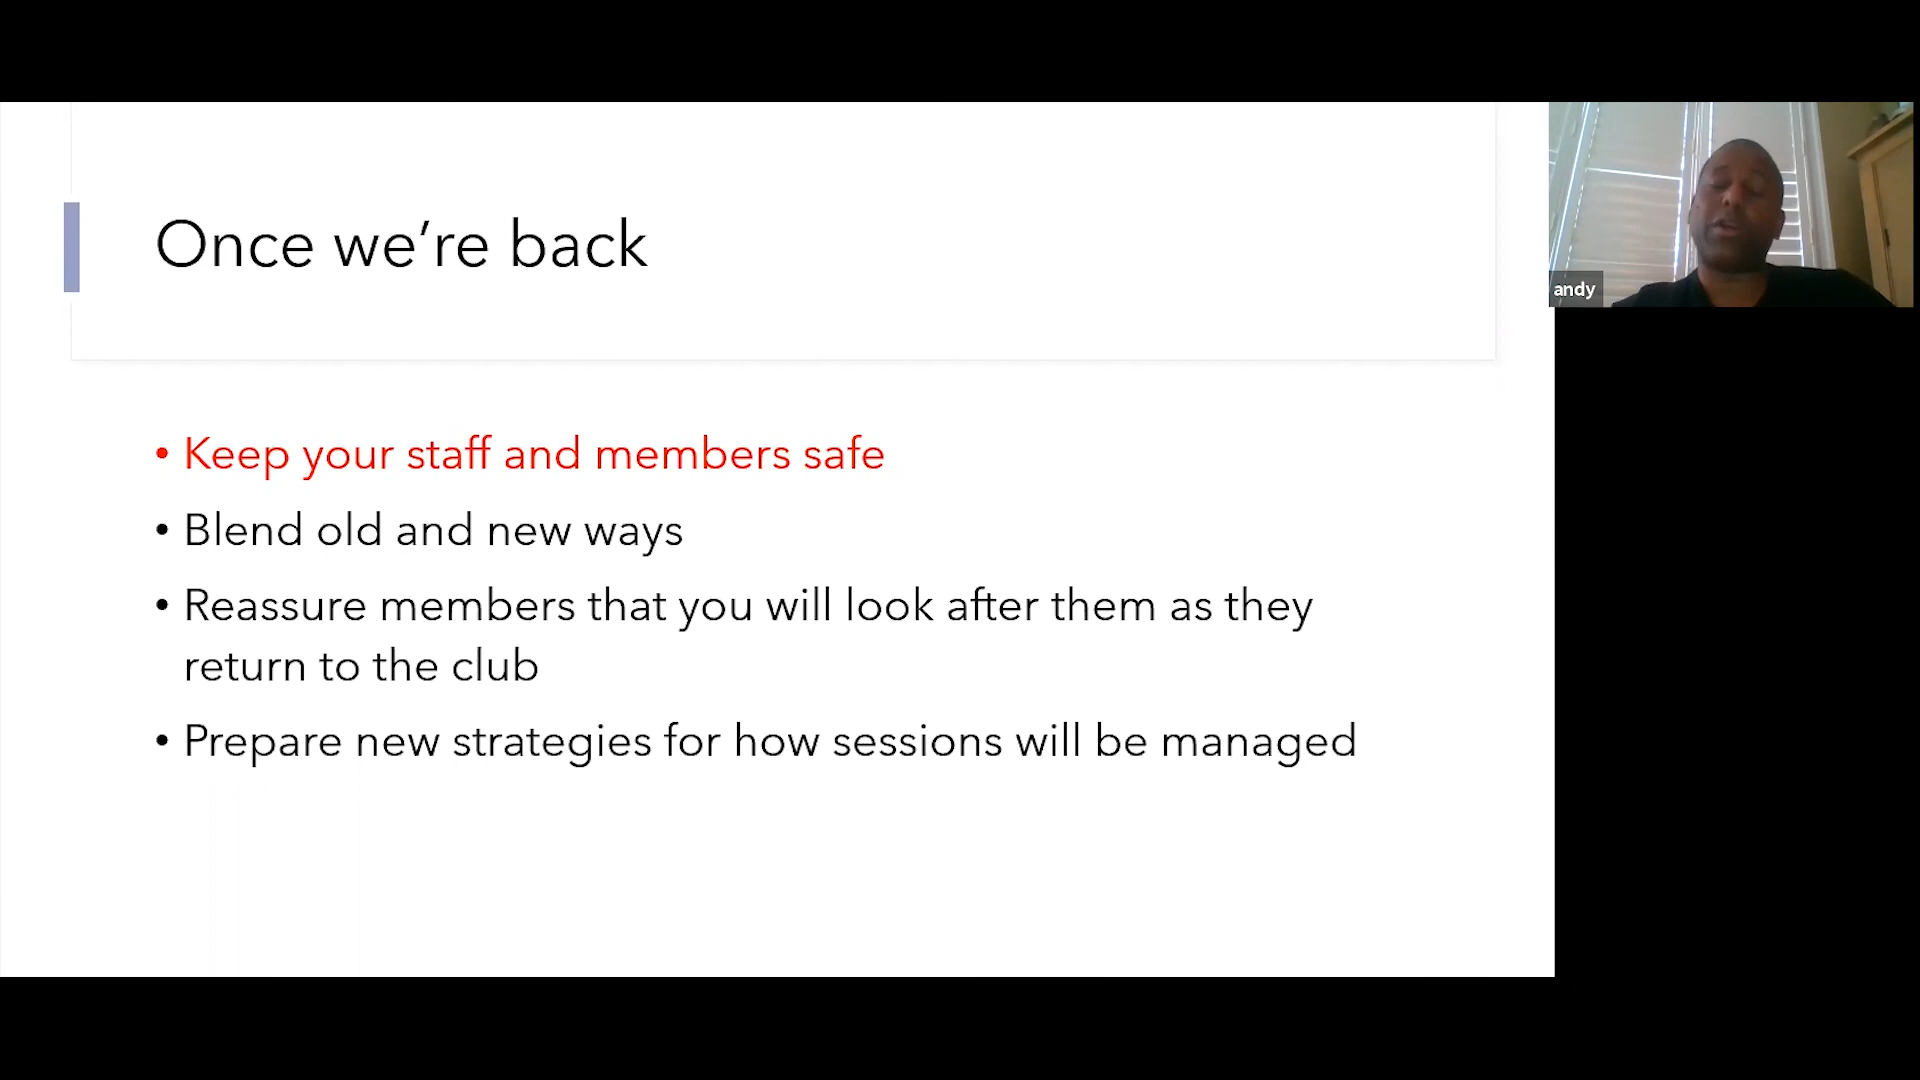 Once we’re back
andy
• Keep your staff and members safe
• Blend old and new ways
• Reassure members that you will look after them as they
return to the club
• Prepare new strategies for how sessions will be managed